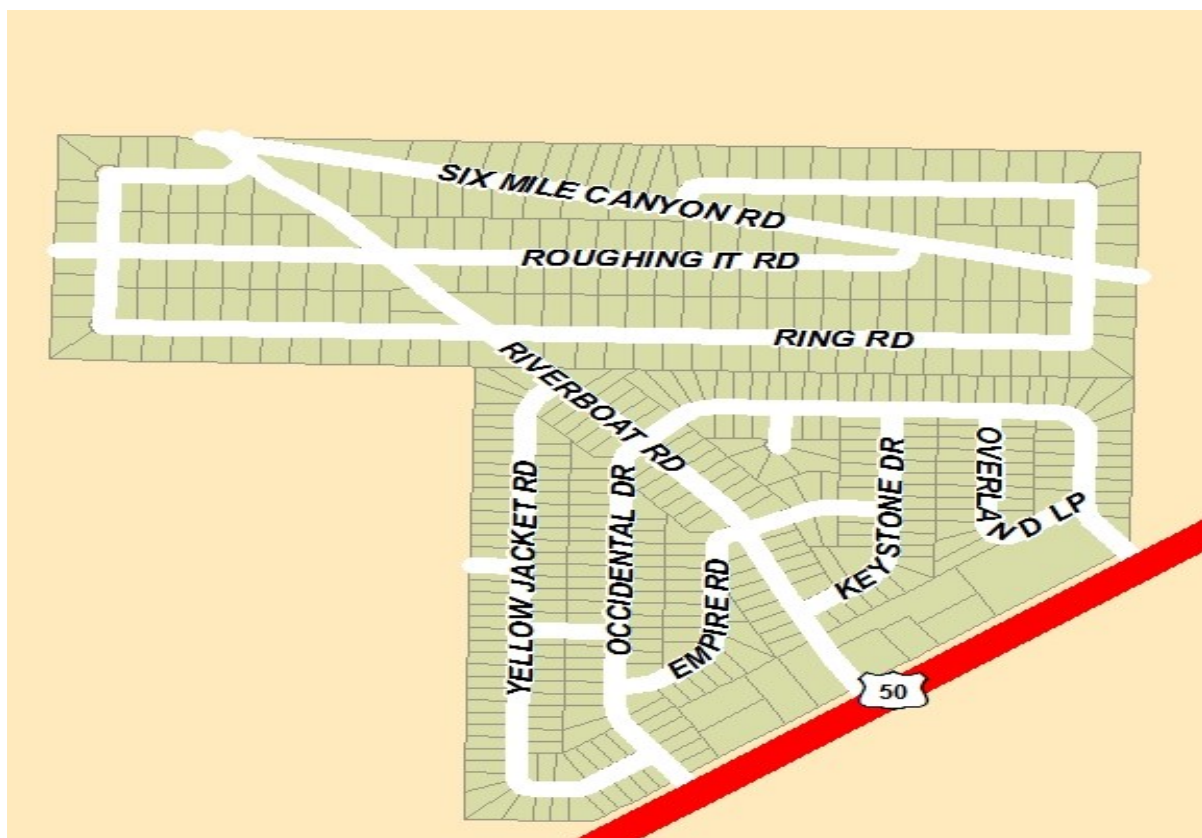 SIX MILE CANYON RD
ROUGHING IT RD
RING RD
RIVERBOAT RD
YELLOW JACKET RD
OCCIDENTAL DR
EMPIRE RD
KEYSTONE DR
OVERLAND LP
50